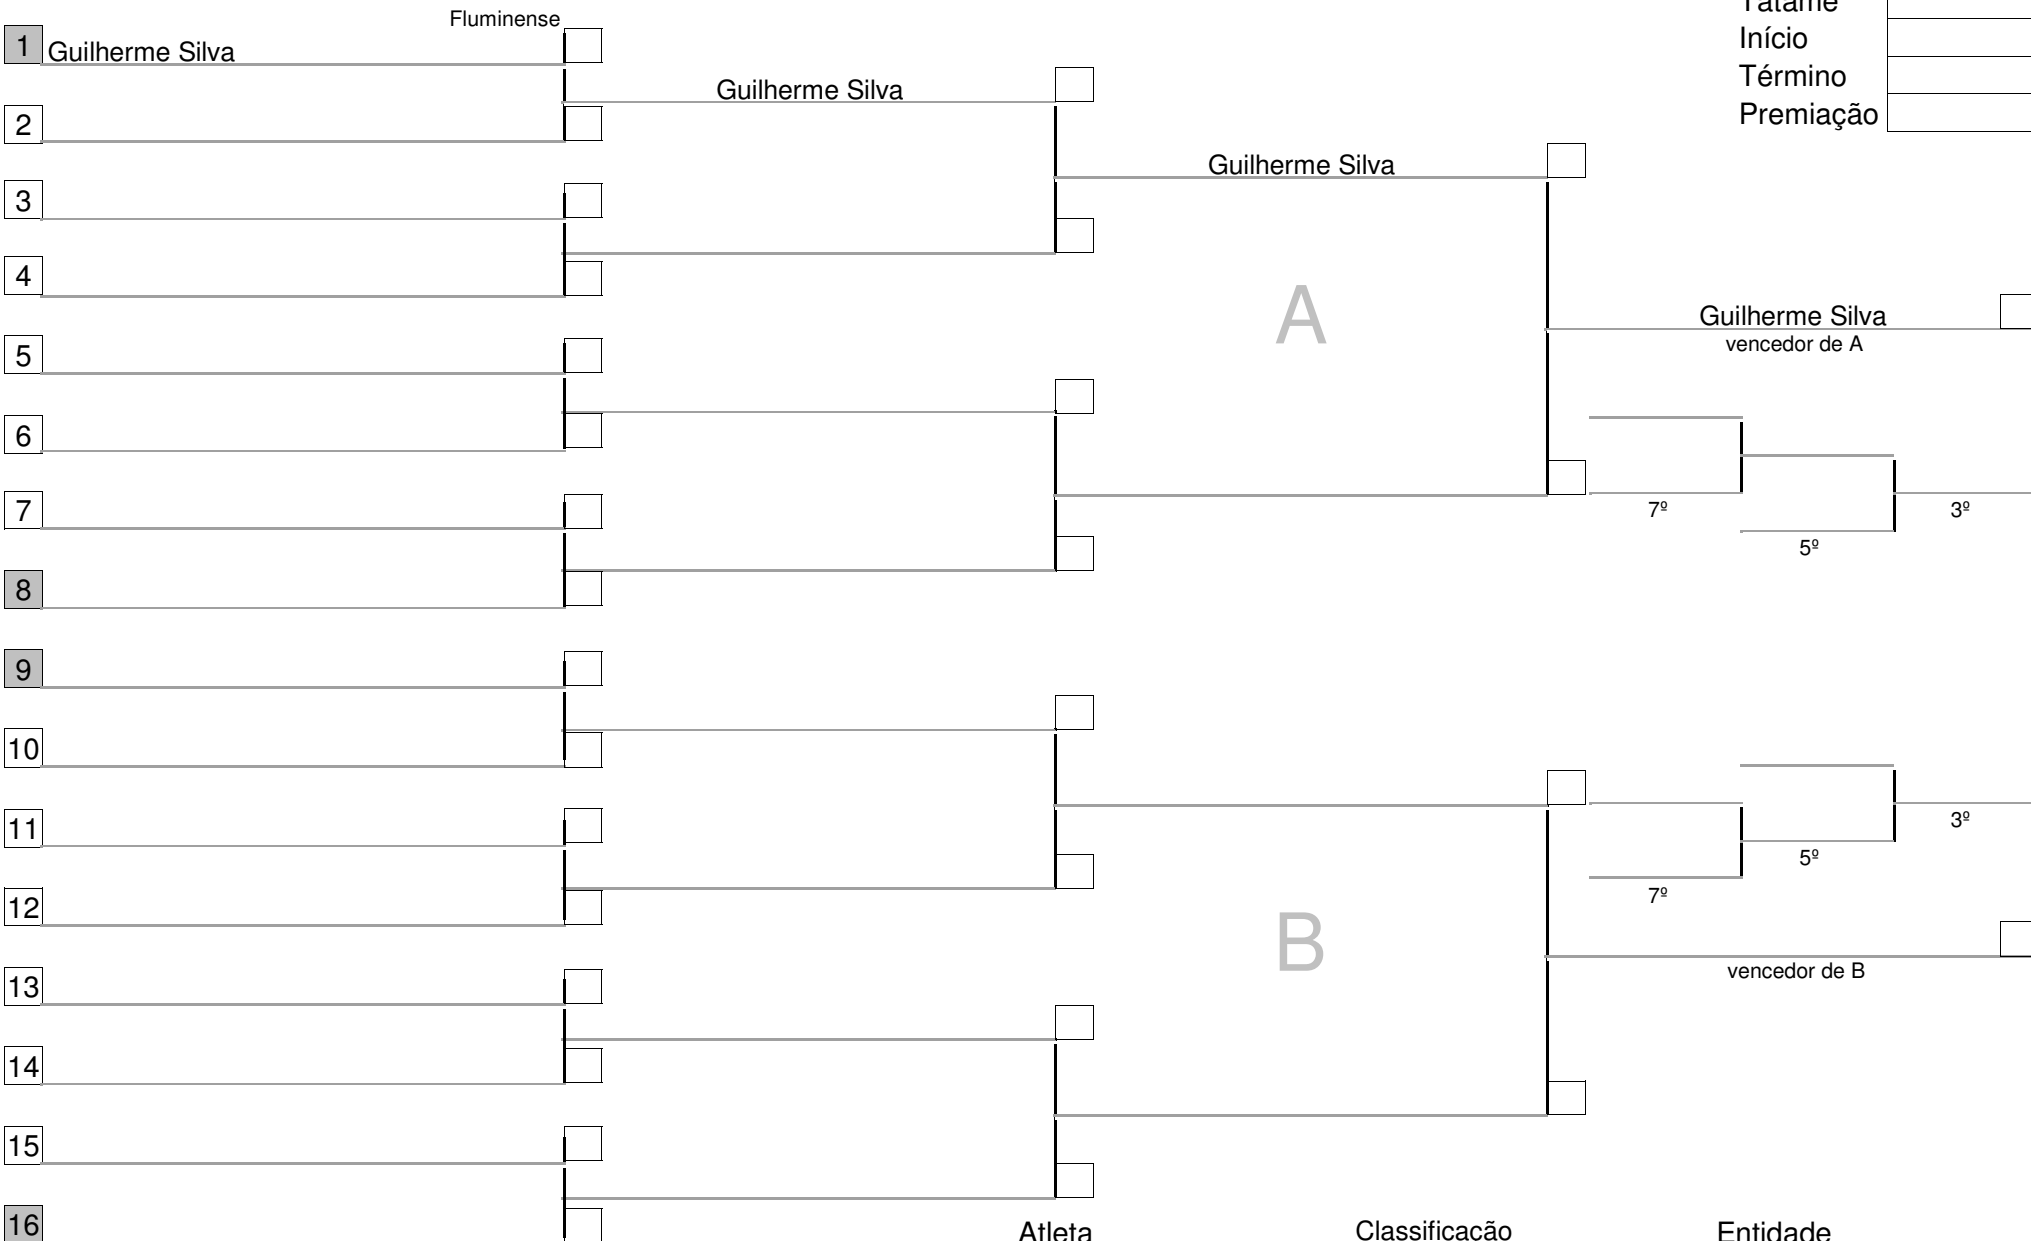 Fluminense
Tatame
1 Guilherme Silva
Início
Guilherme Silva
Término
2
Premiação
Guilherme Silva
3
4
A
Guilherme Silva
vencedor de A
5
6
7
7º
3º
5º
8
9
10
11
3º
5º
7º
12
B
vencedor de B
13
14
15
16
Atleta Classificação Entidade